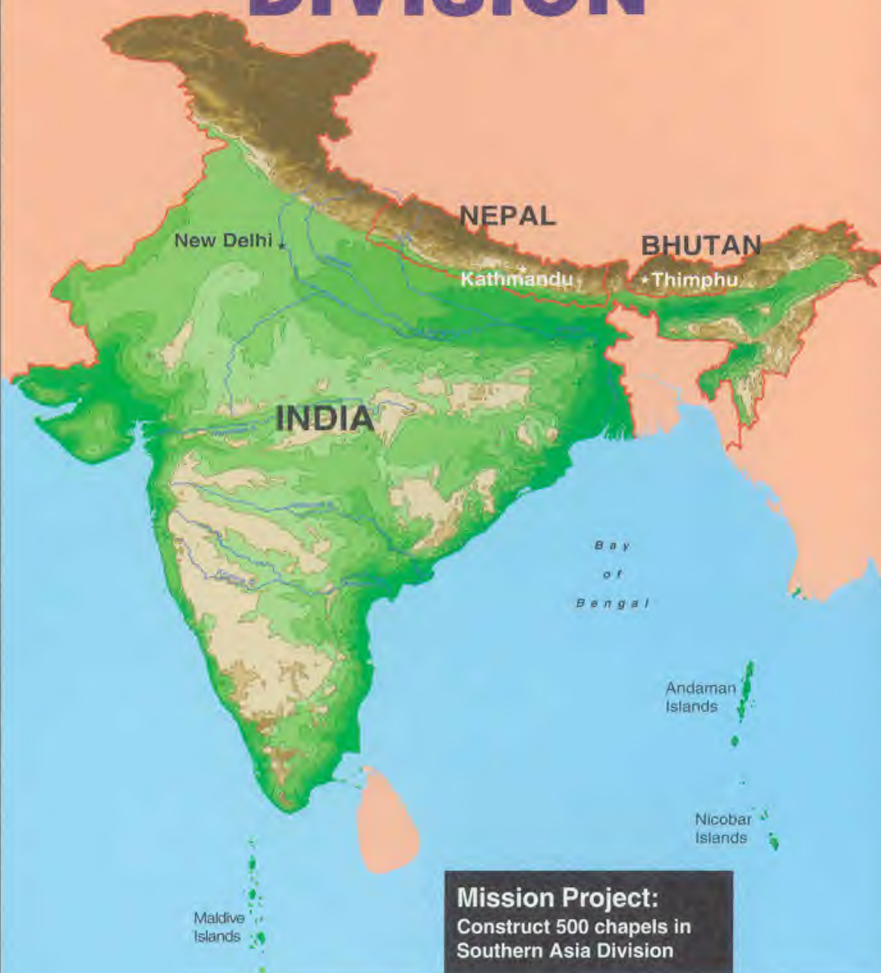 DIVISION
NEPAL
BHUTAN
New Delhi
Kathmandu
Thimphu
INDIA
Bay
of
Bengal
Andaman
Islands
Nicobar
Islands
Maldive
Islands
Mission Project:
Construct 500 chapels in
Southern Asia Division